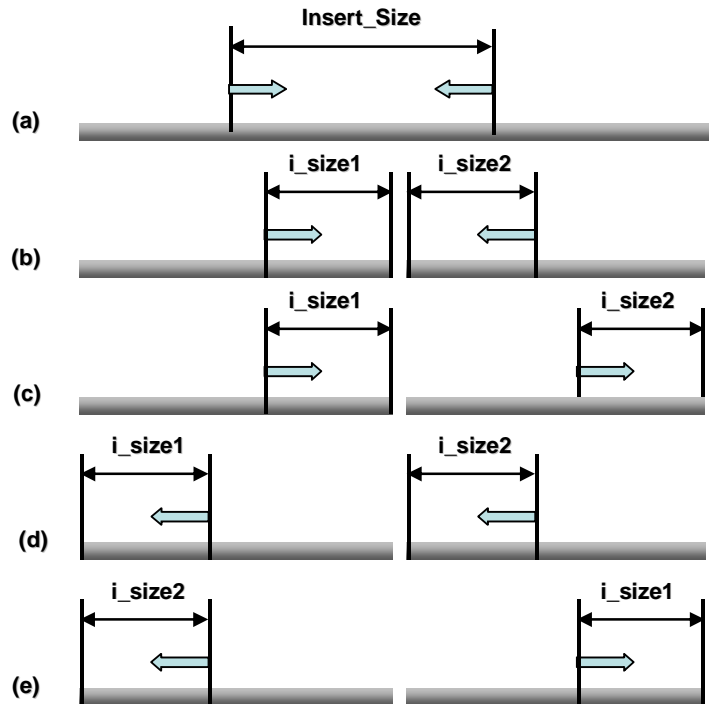 Insert_Size
(a)
i_size1 i_size2
(b)
i_size1 i_size2
(c)
i_size1 i_size2
(d)
i_size2 i_size1
(e)